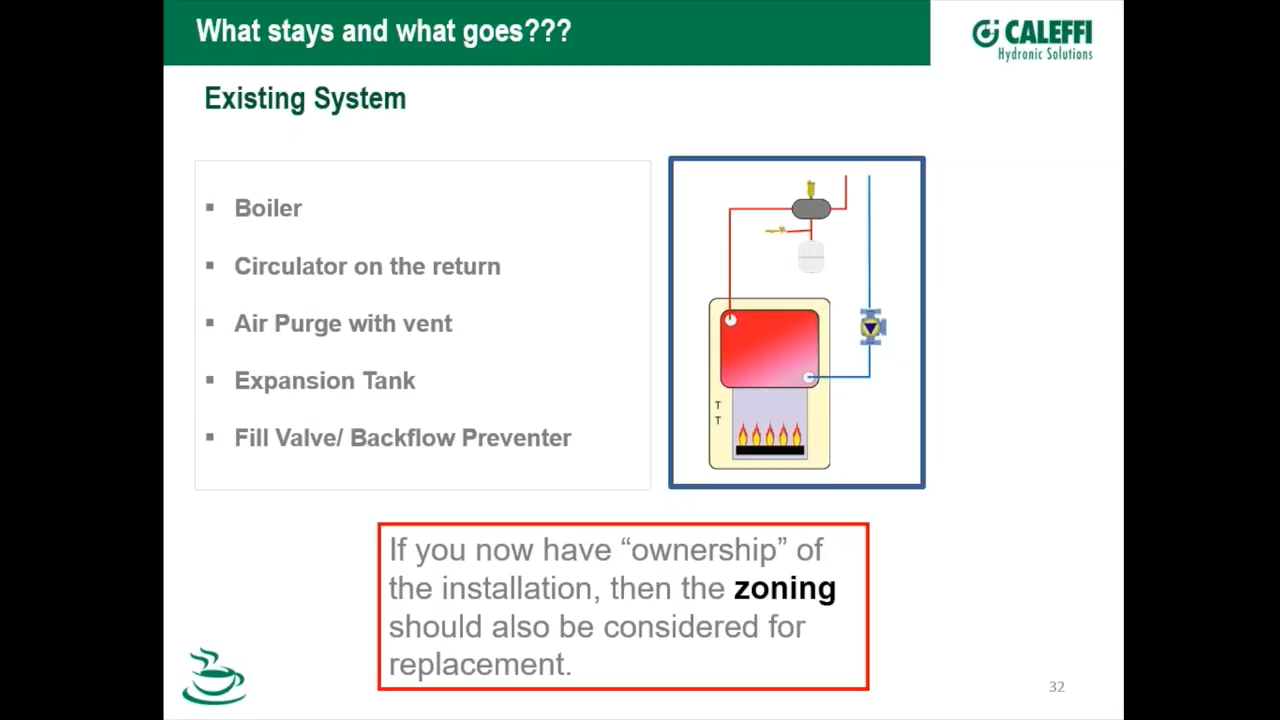 What stays and what goes???
CALEFFI
Hydronic Solutions
Existing System
▪ Boiler
▪ Circulator on the return
▪ Air Purge with vent
▪ Expansion Tank
▪ Fill Valve/ Backflow Preventer
T
T
If you now have “ownership” of
the installation, then the zoning
should also be considered for
replacement.
32